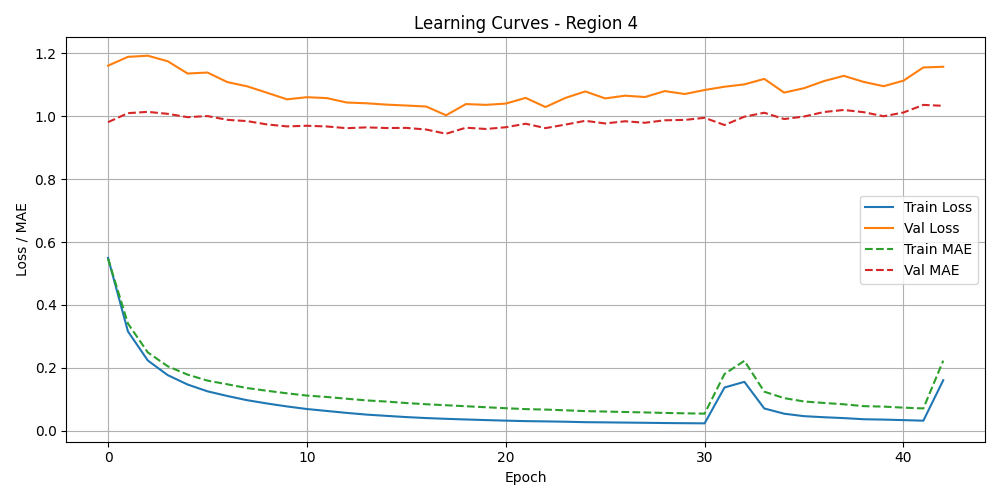 Learning Curves - Region 4
Loss / MAE
1.2
1.0
0.8
0.6
0.4
0.2
0.0
Train Loss
Val Loss
Train MAE
Val MAE
0 10 20 30 40
Epoch